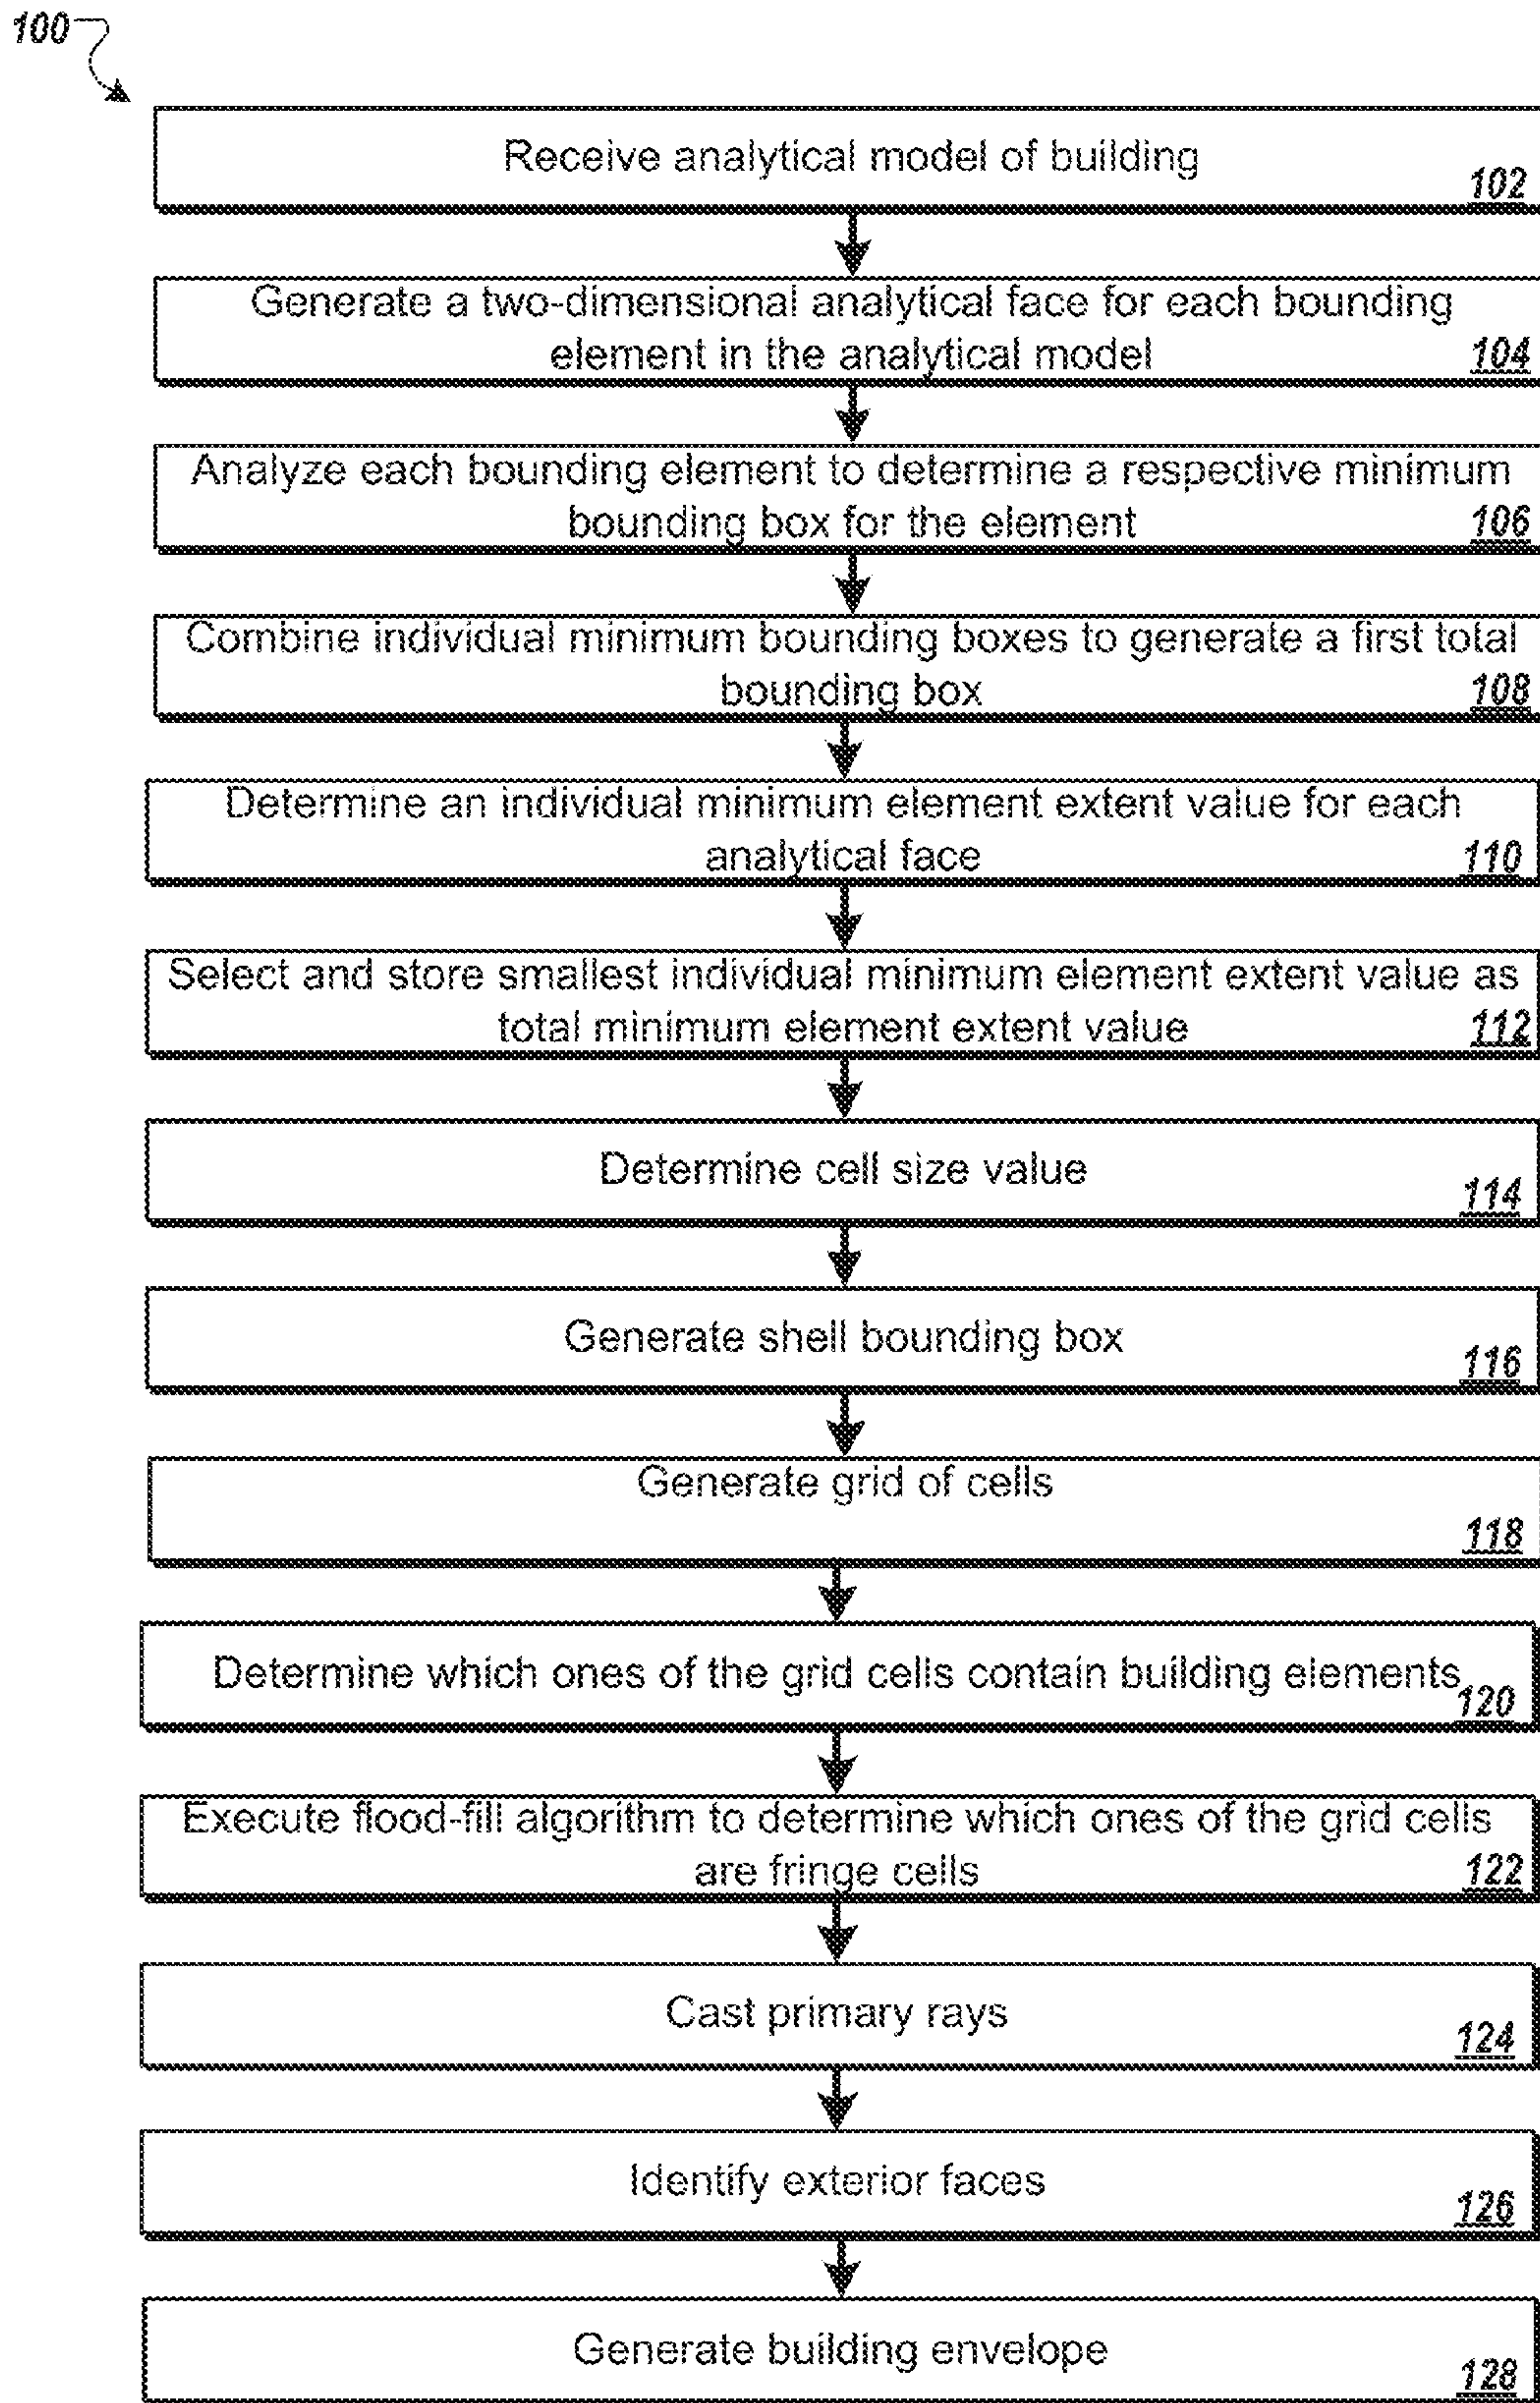 100
Receive analytical model of building
102
Generate a two-dimensional analytical face for each bounding
element in the analytical model
104
Analyze each bounding element to determine a respective minimum
bounding box for the element
106
Combine individual minimum bounding boxes to generate a first total
bounding box
108
Determine an individual minimum element extent value for each
analytical face
110
Select and store smallest individual minimum element extent value as
total minimum element extent value
112
Determine cell size value
114
Generate shell bounding box
116
Generate grid of cells
118
Determine which ones of the grid cells contain building elements
120
Execute flood-fill algorithm to determine which ones of the grid cells
are fringe cells
122
Cast primary rays
124
Identify exterior faces
126
Generate building envelope
128